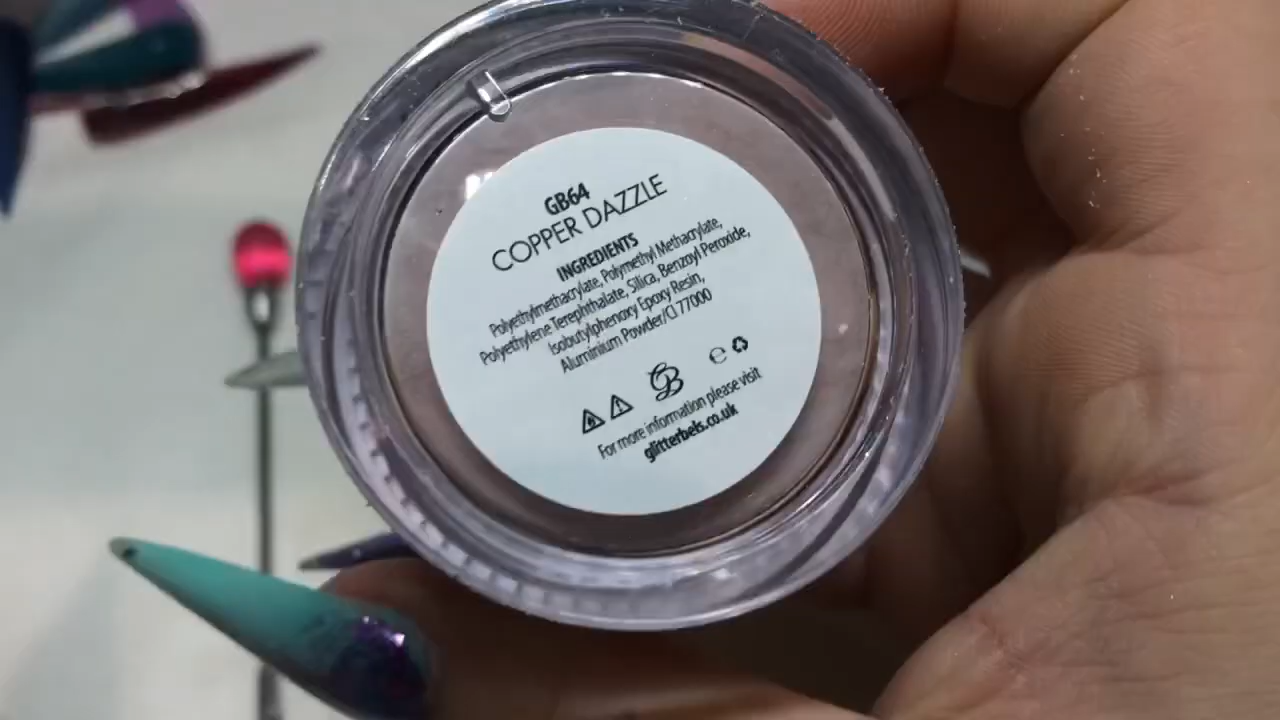 GB64
COPPER DAZZLE
INGREDIENTS
Polyethylmethacrylate, Polymethyl Methacrylate,
Polyethylene Terephthalate, Silica, Benzoyl Peroxide,
Isobutylphenoxy Epoxy Resin,
Aluminium Powder/CI 77000
GB
℮
For more information please visit
glitterbels.co.uk